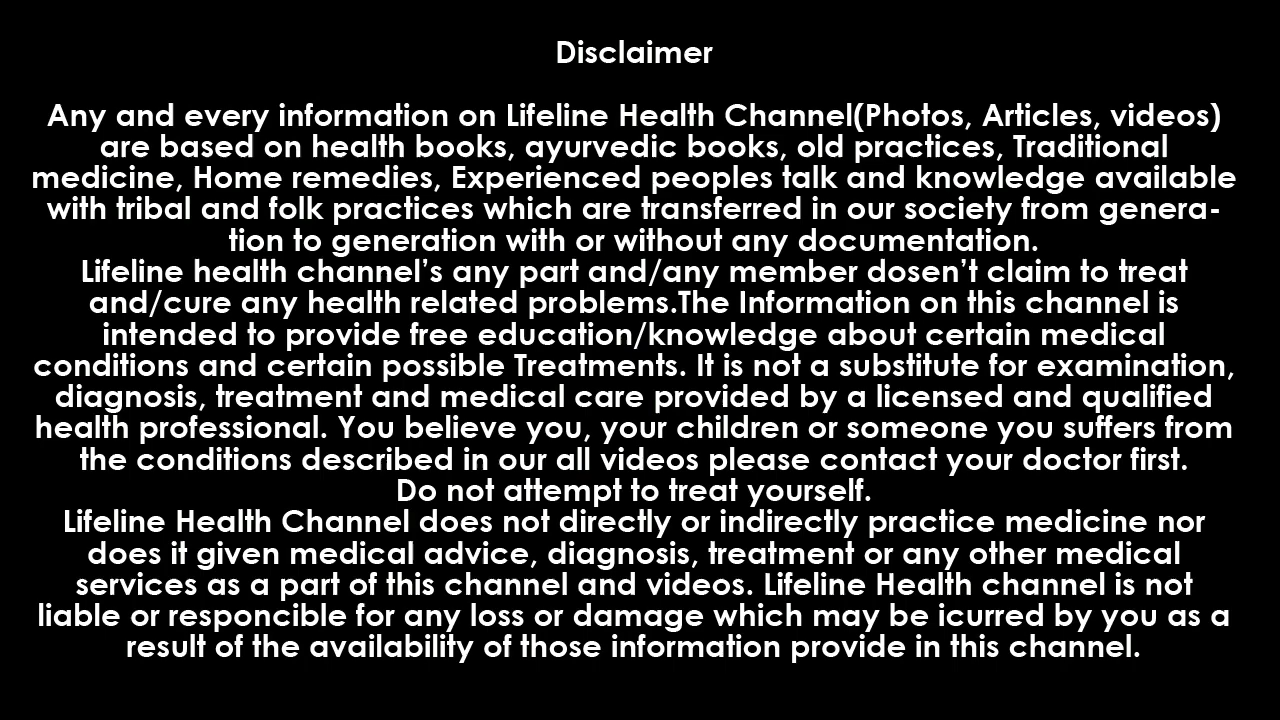 Disclaimer
Any and every information on Lifeline Health Channel(Photos, Articles, videos)
are based on health books, ayurvedic books, old practices, Traditional
medicine, Home remedies, Experienced peoples talk and knowledge available
with tribal and folk practices which are transferred in our society from genera-
tion to generation with or without any documentation.
Lifeline health channel’s any part and/any member dosen’t claim to treat
and/cure any health related problems.The Information on this channel is
intended to provide free education/knowledge about certain medical
conditions and certain possible Treatments. It is not a substitute for examination,
diagnosis, treatment and medical care provided by a licensed and qualified
health professional. You believe you, your children or someone you suffers from
the conditions described in our all videos please contact your doctor first.
Do not attempt to treat yourself.
Lifeline Health Channel does not directly or indirectly practice medicine nor
does it given medical advice, diagnosis, treatment or any other medical
services as a part of this channel and videos. Lifeline Health channel is not
liable or responcible for any loss or damage which may be icurred by you as a
result of the availability of those information provide in this channel.